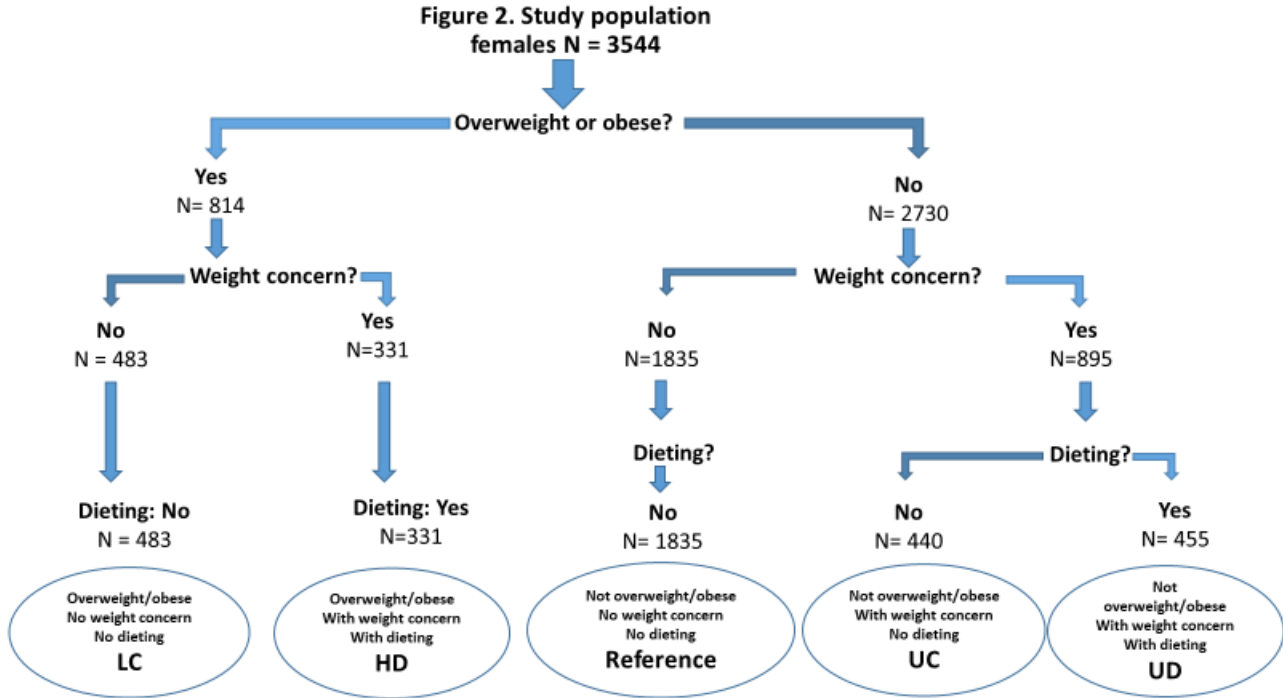 Figure 2. Study population
females N = 3544
Overweight or obese?
Yes
N= 814
No
N= 2730
Weight concern?
Weight concern?
No
N = 483
Yes
N=331
No
N=1835
Yes
N=895
Dieting?
Dieting?
Dieting: No
N = 483
Dieting: Yes
N=331
No
N= 1835
No
N= 440
Yes
N= 455
Overweight/obese
No weight concern
No dieting
LC
Overweight/obese
With weight concern
With dieting
HD
Not overweight/obese
No weight concern
No dieting
Reference
Not overweight/obese
With weight concern
No dieting
UC
Not
overweight/obese
With weight concern
With dieting
UD